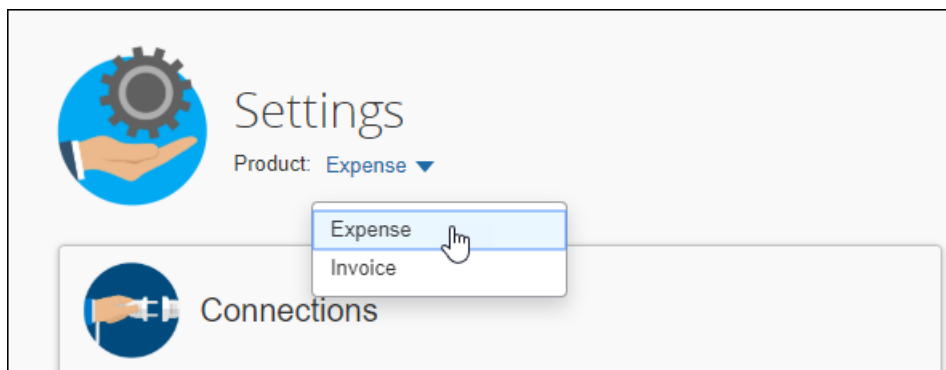 Settings
Product: Expense
Expense
Invoice
Connections